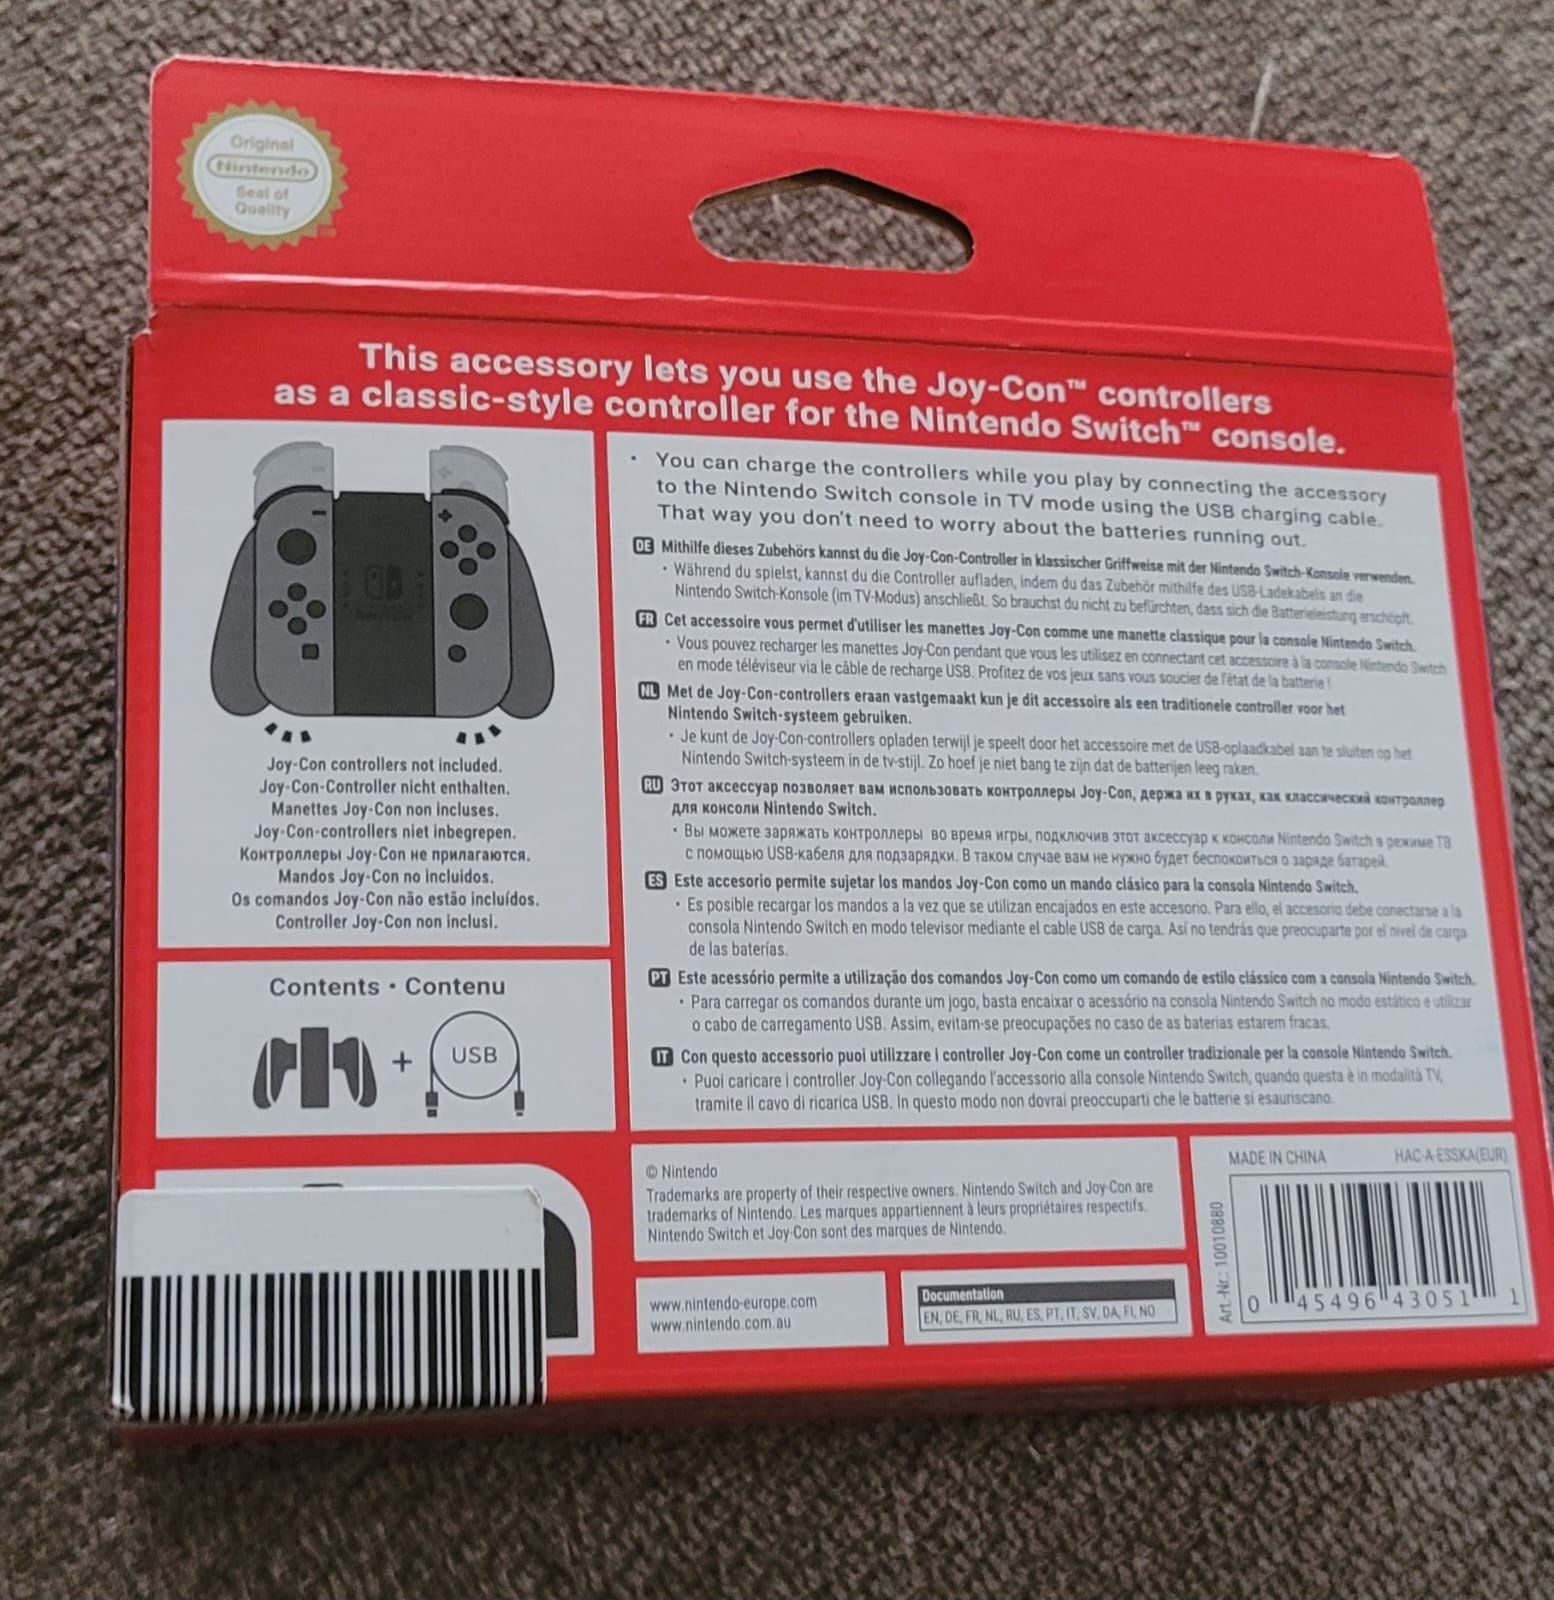 Original
Nintendo
Seal of
Quality
This accessory lets you use the Joy-Con™ controllers
as a classic-style controller for the Nintendo Switch™ console.
Joy-Con controllers not included.
Joy-Con-Controller nicht enthalten.
Manettes Joy-Con non incluses.
Joy-Con-controllers niet inbegrepen.
Контроллеры Joy-Con не прилагаются.
Mandos Joy-Con no incluidos.
Os comandos Joy-Con não estão incluídos.
Controller Joy-Con non inclusi.
Contents • Contenu
+ USB
• You can charge the controllers while you play by connecting the accessory
to the Nintendo Switch console in TV mode using the USB charging cable.
That way you don't need to worry about the batteries running out.
DE Mithilfe dieses Zubehörs kannst du die Joy-Con-Controller in klassischer Griffweise mit der Nintendo Switch-Konsole verwenden.
• Während du spielst, kannst du die Controller aufladen, indem du das Zubehör mithilfe des USB-Ladekabels an die
Nintendo Switch-Konsole (im TV-Modus) anschließt. So brauchst du nicht zu befürchten, dass sich die Batterieleistung erschöpft.
FR Cet accessoire vous permet d'utiliser les manettes Joy-Con comme une manette classique pour la console Nintendo Switch.
• Vous pouvez recharger les manettes Joy-Con pendant que vous les utilisez en connectant cet accessoire à la console Nintendo Switch
en mode téléviseur via le câble de recharge USB. Profitez de vos jeux sans vous soucier de l'état de la batterie !
NL Met de Joy-Con-controllers eraan vastgemaakt kun je dit accessoire als een traditionele controller voor het
Nintendo Switch-systeem gebruiken.
• Je kunt de Joy-Con-controllers opladen terwijl je speelt door het accessoire met de USB-oplaadkabel aan te sluiten op het
Nintendo Switch-systeem in de tv-stijl. Zo hoef je niet bang te zijn dat de batterijen leeg raken.
RU Этот аксессуар позволяет вам использовать контроллеры Joy-Con, держа их в руках, как классический контроллер
для консоли Nintendo Switch.
• Вы можете заряжать контроллеры во время игры, подключив этот аксессуар к консоли Nintendo Switch в режиме ТВ
с помощью USB-кабеля для подзарядки. В таком случае вам не нужно будет беспокоиться о заряде батарей.
ES Este accesorio permite sujetar los mandos Joy-Con como un mando clásico para la consola Nintendo Switch.
• Es posible recargar los mandos a la vez que se utilizan encajados en este accesorio. Para ello, el accesorio debe conectarse a la
consola Nintendo Switch en modo televisor mediante el cable USB de carga. Así no tendrás que preocuparte por el nivel de carga
de las baterías.
PT Este acessório permite a utilização dos comandos Joy-Con como um comando de estilo clássico com a consola Nintendo Switch.
• Para carregar os comandos durante um jogo, basta encaixar o acessório na consola Nintendo Switch no modo estático e utilizar
o cabo de carregamento USB. Assim, evitam-se preocupações no caso de as baterias estarem fracas.
IT Con questo accessorio puoi utilizzare i controller Joy-Con come un controller tradizionale per la console Nintendo Switch.
• Puoi caricare i controller Joy-Con collegando l'accessorio alla console Nintendo Switch, quando questa è in modalità TV,
tramite il cavo di ricarica USB. In questo modo non dovrai preoccuparti che le batterie si esauriscano.
© Nintendo
Trademarks are property of their respective owners. Nintendo Switch and Joy-Con are
trademarks of Nintendo. Les marques appartiennent à leurs propriétaires respectifs.
Nintendo Switch et Joy-Con sont des marques de Nintendo.
www.nintendo-europe.com
www.nintendo.com.au
Documentation
EN, DE, FR, NL, RU, ES, PT, IT, SV, DA, FI, NO
MADE IN CHINA HAC-A-ESSKA(EUR)
Art.-Nr.: 10010880
0 45496 43051 1